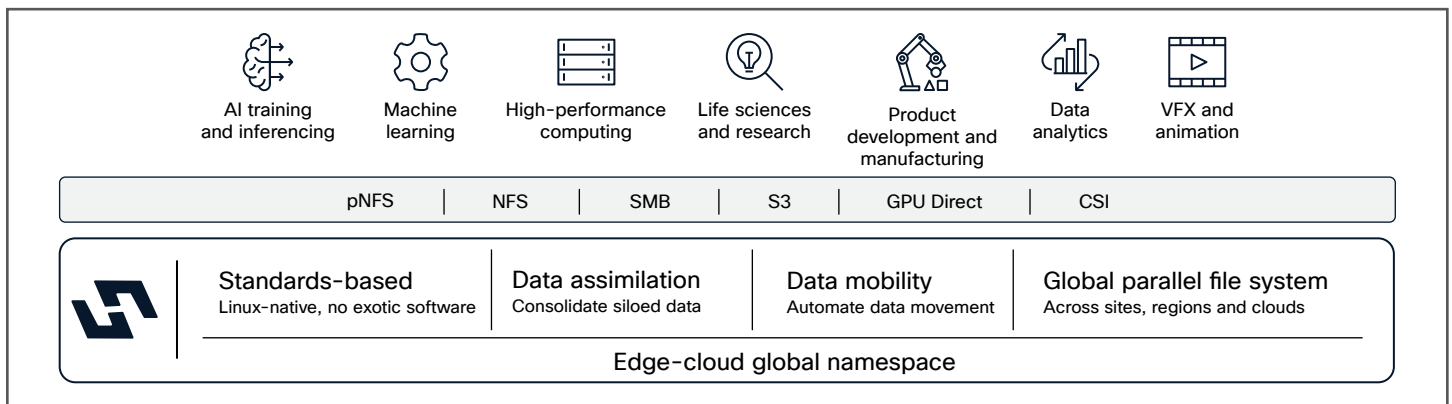 AI training
and inferencing
Machine
learning
High-performance
computing
Life sciences
and research
Product
development and
manufacturing
Data
analytics
VFX and
animation
pNFS | NFS | SMB | S3 | GPU Direct | CSI
Standards-based
Linux-native, no exotic software
Data assimilation
Consolidate siloed data
Data mobility
Automate data movement
Global parallel file system
Across sites, regions and clouds
Edge-cloud global namespace